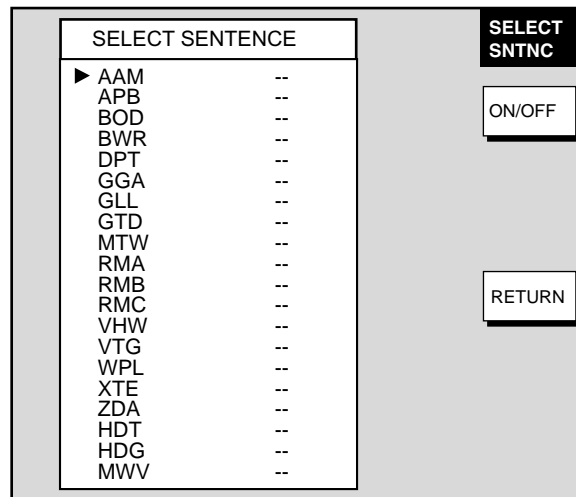 SELECT SENTENCE
AAM --
APB --
BOD --
BWR --
DPT --
GGA --
GLL --
GTD --
MTW --
RMA --
RMB --
RMC --
VHW --
VTG --
WPL --
XTE --
ZDA --
HDT --
HDG --
MWV --
SELECT
SNTNC
ON/OFF
RETURN